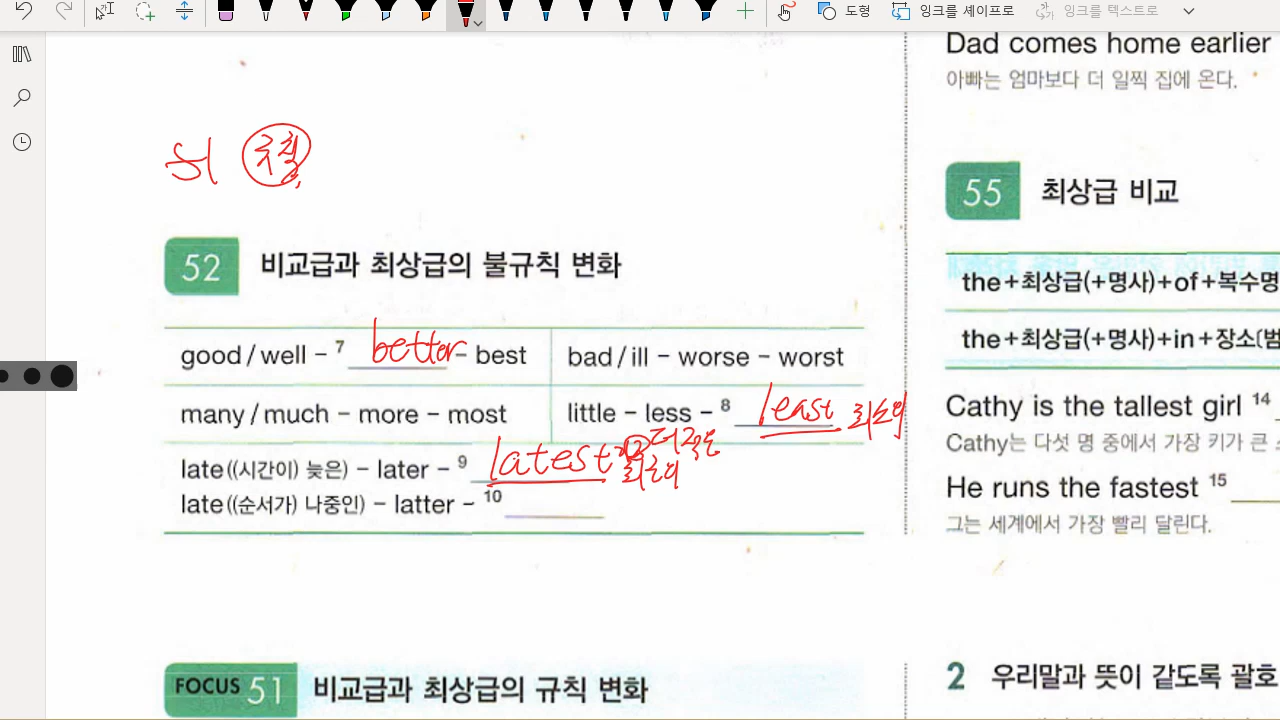 도형 잉크를 셰이프로 잉크를 텍스트로
52 비교급과 최상급의 불규칙 변화
good / well – 7 better – best
bad / ill – worse – worst
many / much – more – most
little – less – 8 least 최소의
late((시간이) 늦은) – later – 9 latest 최근의
late((순서가) 나중인) – latter – 10
FOCUS 51 비교급과 최상급의 규칙 변화
Dad comes home earlier
아빠는 엄마보다 더 일찍 집에 온다.
55 최상급 비교
the+최상급(+명사)+of+복수명
the+최상급(+명사)+in+장소(범
Cathy is the tallest girl 14
Cathy는 다섯 명 중에서 가장 키가 큰
He runs the fastest 15
그는 세계에서 가장 빨리 달린다.
2 우리말과 뜻이 같도록 괄호